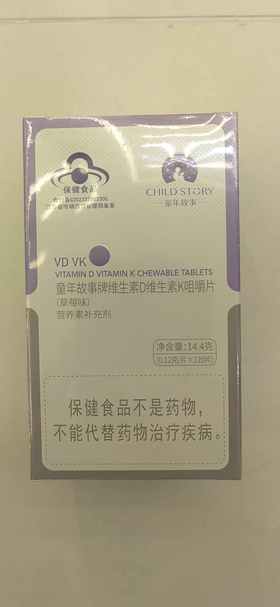 保健食品
CHILD STORY
童年故事
VD VK
VITAMIN D VITAMIN K CHEWABLE TABLETS
童年故事牌维生素D维生素K咀嚼片
(草莓味)
营养素补充剂
净含量:14.4克
保健食品不是药物,
不能代替药物治疗疾病。